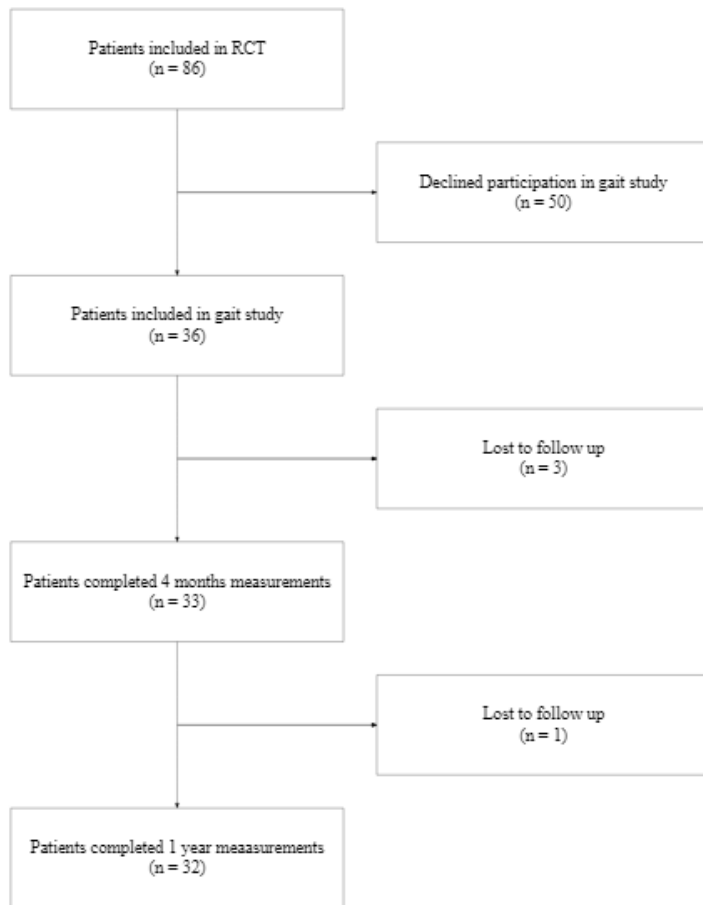 Patients included in RCT
(n = 86)
Declined participation in gait study
(n = 50)
Patients included in gait study
(n = 36)
Lost to follow up
(n = 3)
Patients completed 4 months measurements
(n = 33)
Lost to follow up
(n = 1)
Patients completed 1 year meaasurements
(n = 32)